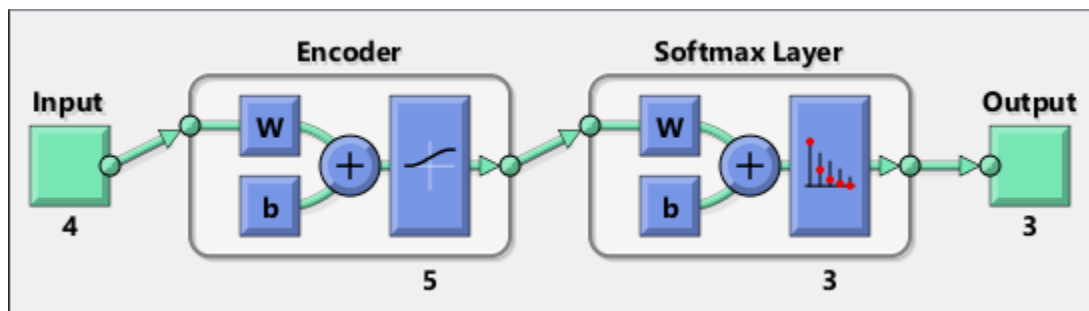 Encoder
Softmax Layer
Input
Output
W
W
+
+
b
b
4
3
5
3